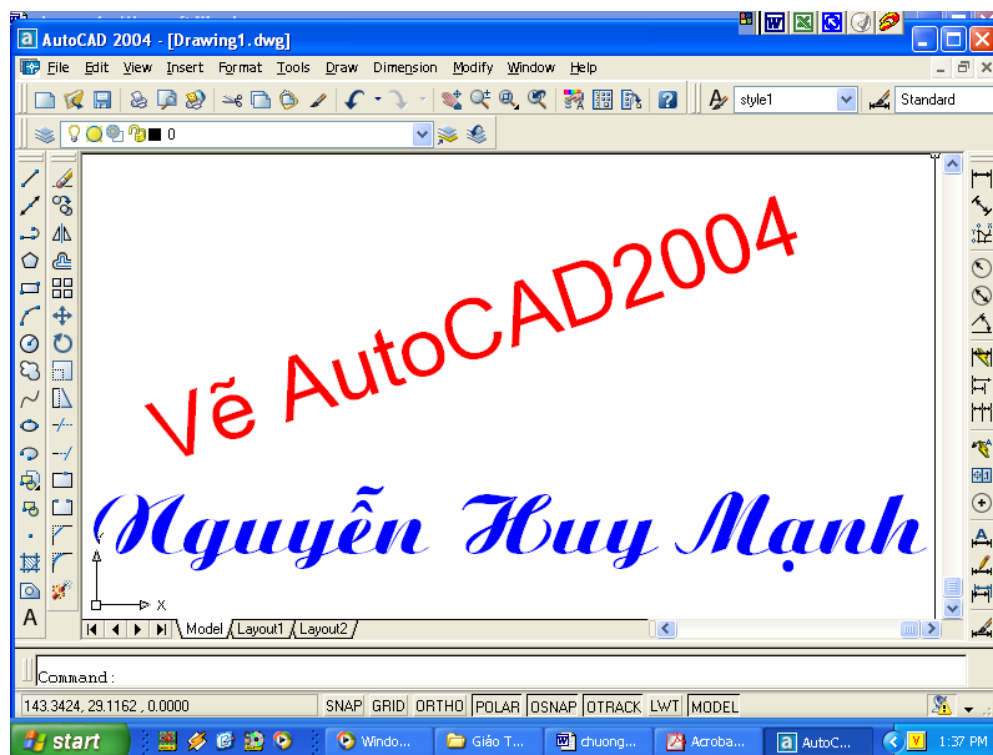 AutoCAD 2004 - [Drawing1.dwg]
File Edit View Insert Format Tools Draw Dimension Modify Window Help
style1 Standard
0
Vẽ AutoCAD2004
Nguyễn Huy Mạnh
Y
X
Model Layout1 Layout2
Command:
143.3424, 29.1162 , 0.0000 SNAP GRID ORTHO POLAR OSNAP OTRACK LWT MODEL
start Windo... Giáo T... chuong... Acroba... AutoC... V 1:37 PM